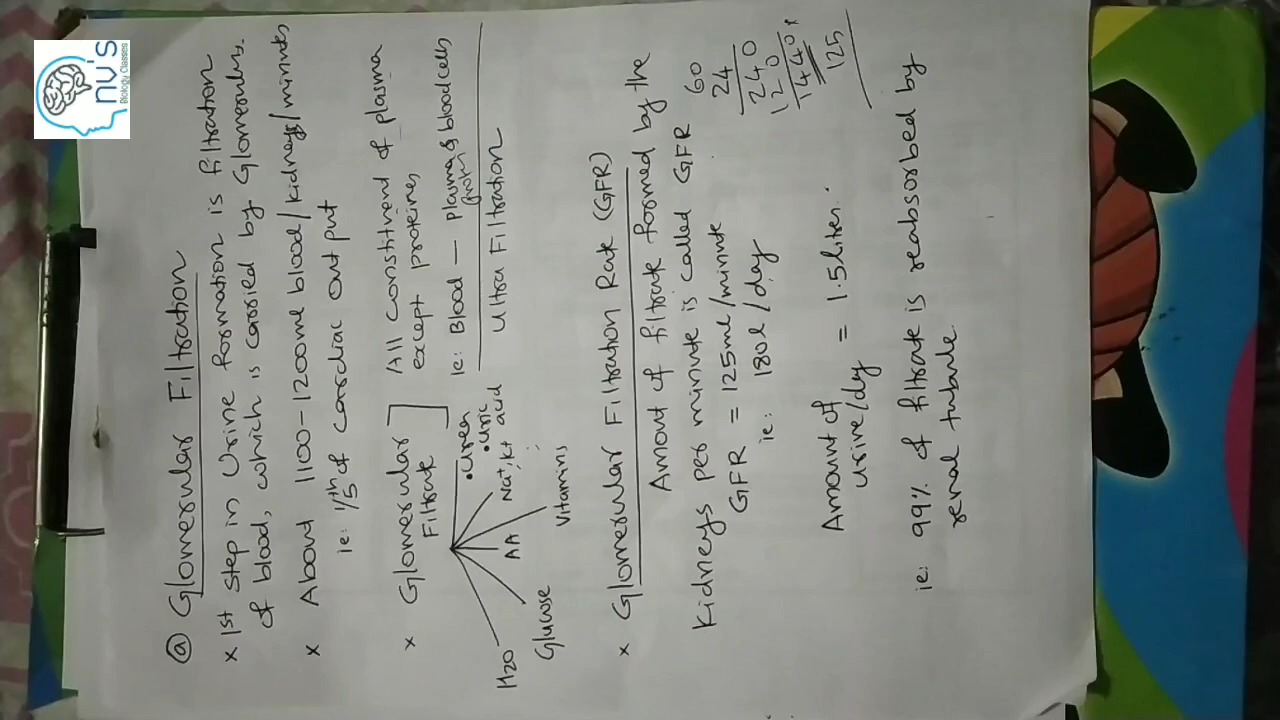 nu's
Biology Classes
ⓐ Glomerular Filtration
x 1st step in Urine formation is filtration
of blood, which is carried by Glomerulus.
x About 1100-1200ml blood/kidneys/minutes
ie: 1/5th of cardiac out put
x Glomerular Filtrate
All constituent of plasma
except proteines
ie: Blood — plasma protein & blood cells
Ultra Filtration
•Urea
•Uric acid
Na+, K+
Vitamins
AA
Glucose
H2O
x Glomerular Filtration Rate (GFR)
Amount of filtrate formed by the
Kidneys per minute is called GFR
GFR = 125ml/minute
ie: 180l/day
60
24
240
120
1440 x
125
Amount of
urine/dy = 1.5liter.
ie: 99% of filtrate is reabsorbed by
renal tubule.